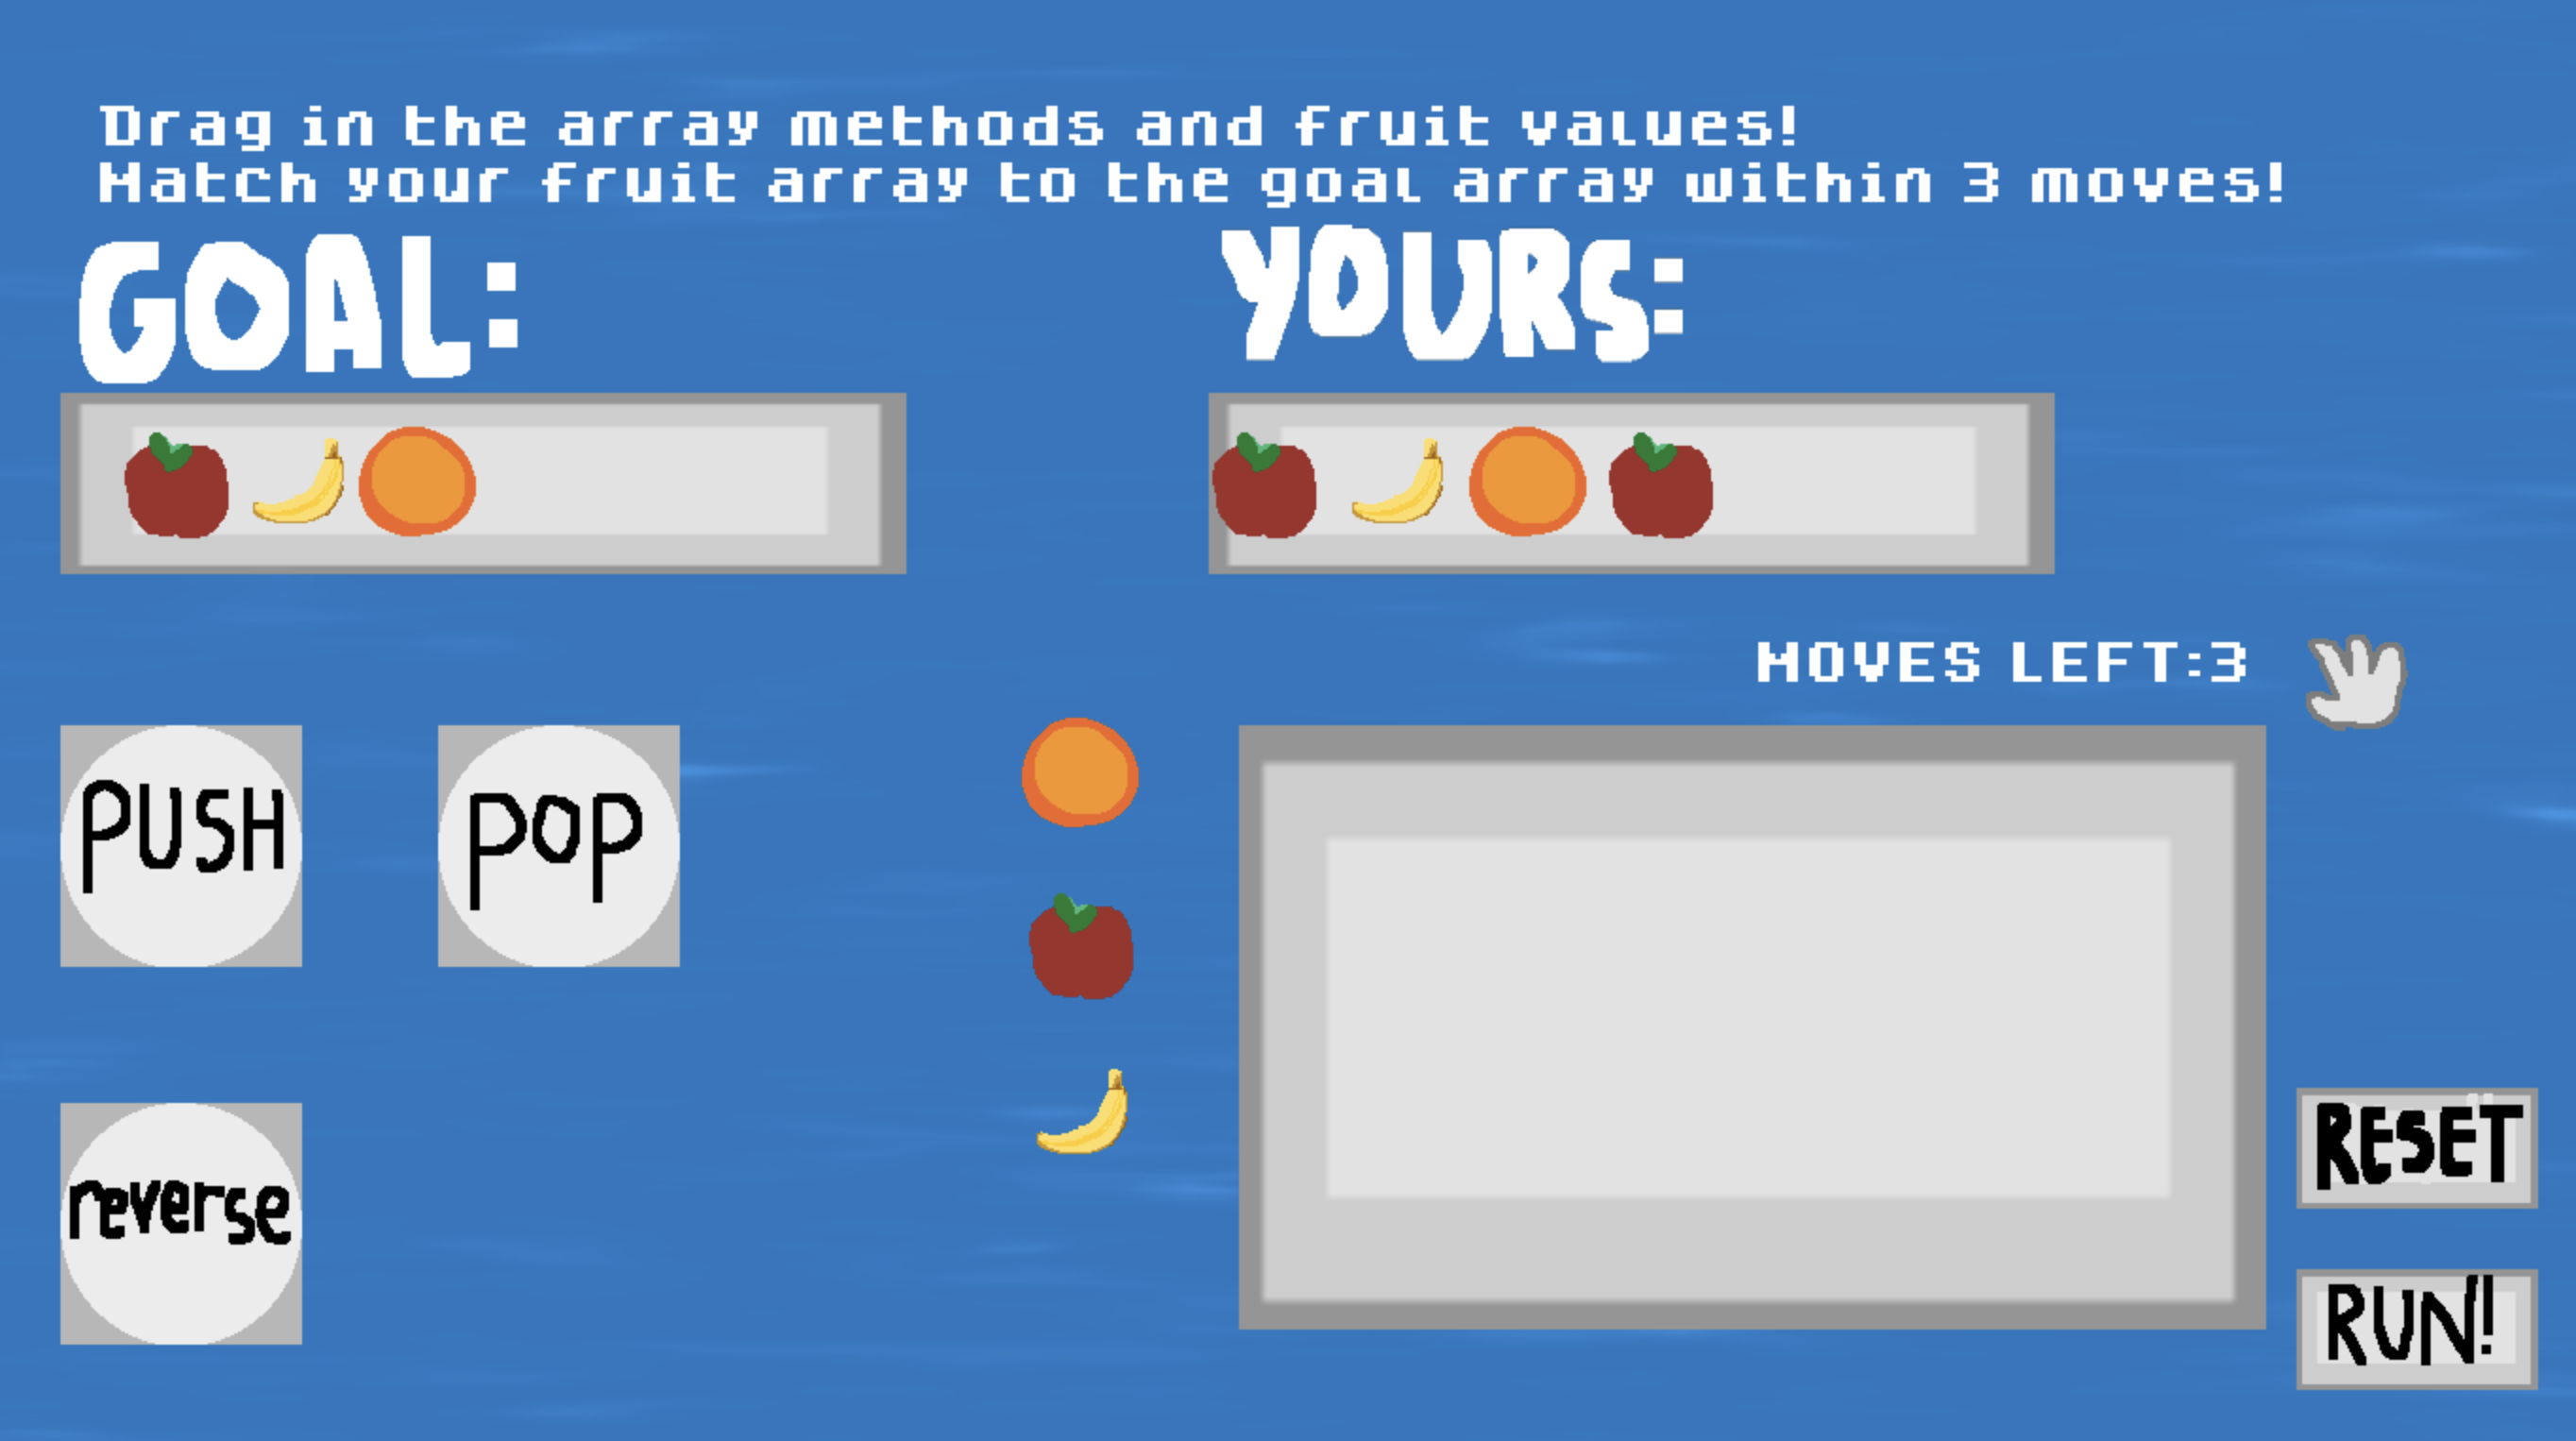 Drag in the array methods and fruit values!
Match your fruit array to the goal array within 3 moves!
GOAL:
YOURS:
MOVES LEFT:3
PUSH
POP
reverse
RESET
RUN!